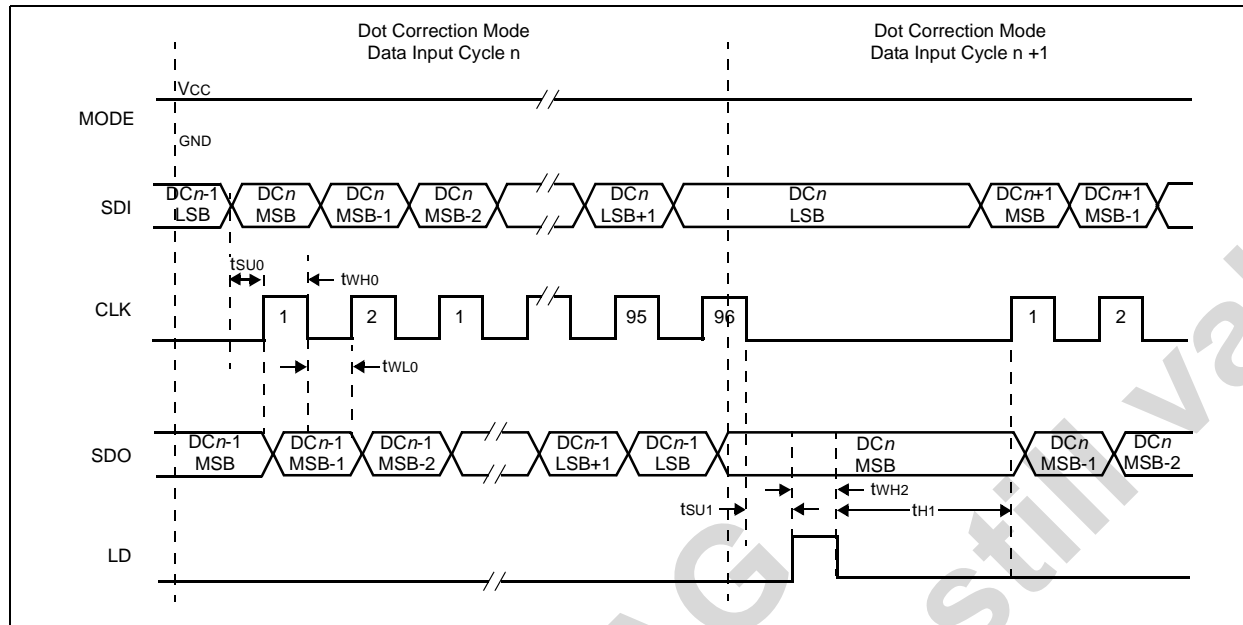 Dot Correction Mode
Data Input Cycle n
Dot Correction Mode
Data Input Cycle n +1
VCC
MODE
GND
SDI
DCn-1
LSB
DCn
MSB
DCn
MSB-1
DCn
MSB-2
DCn
LSB+1
DCn
LSB
DCn+1
MSB
DCn+1
MSB-1
tSU0
tWH0
CLK
1
2
1
95
96
1
2
tWL0
SDO
DCn-1
MSB
DCn-1
MSB-1
DCn-1
MSB-2
DCn-1
LSB+1
DCn-1
LSB
DCn
MSB
DCn
MSB-1
DCn
MSB-2
tWH2
tSU1
tH1
LD
AG
still va